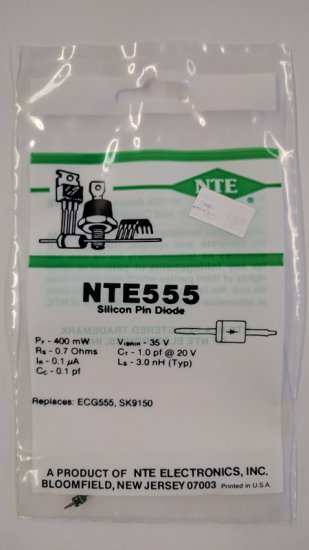 NTE
®
NTE555
Silicon Pin Diode
PF - 400 mW    V(BR)R - 35 V
RS - 0.7 Ohms    CT - 1.0 pf @ 20 V
IR - 0.1 µA    LS - 3.0 nH (Typ)
CC - 0.1 pf
Replaces: ECG555, SK9150
A PRODUCT OF NTE ELECTRONICS, INC.
BLOOMFIELD, NEW JERSEY 07003 Printed in U.S.A.